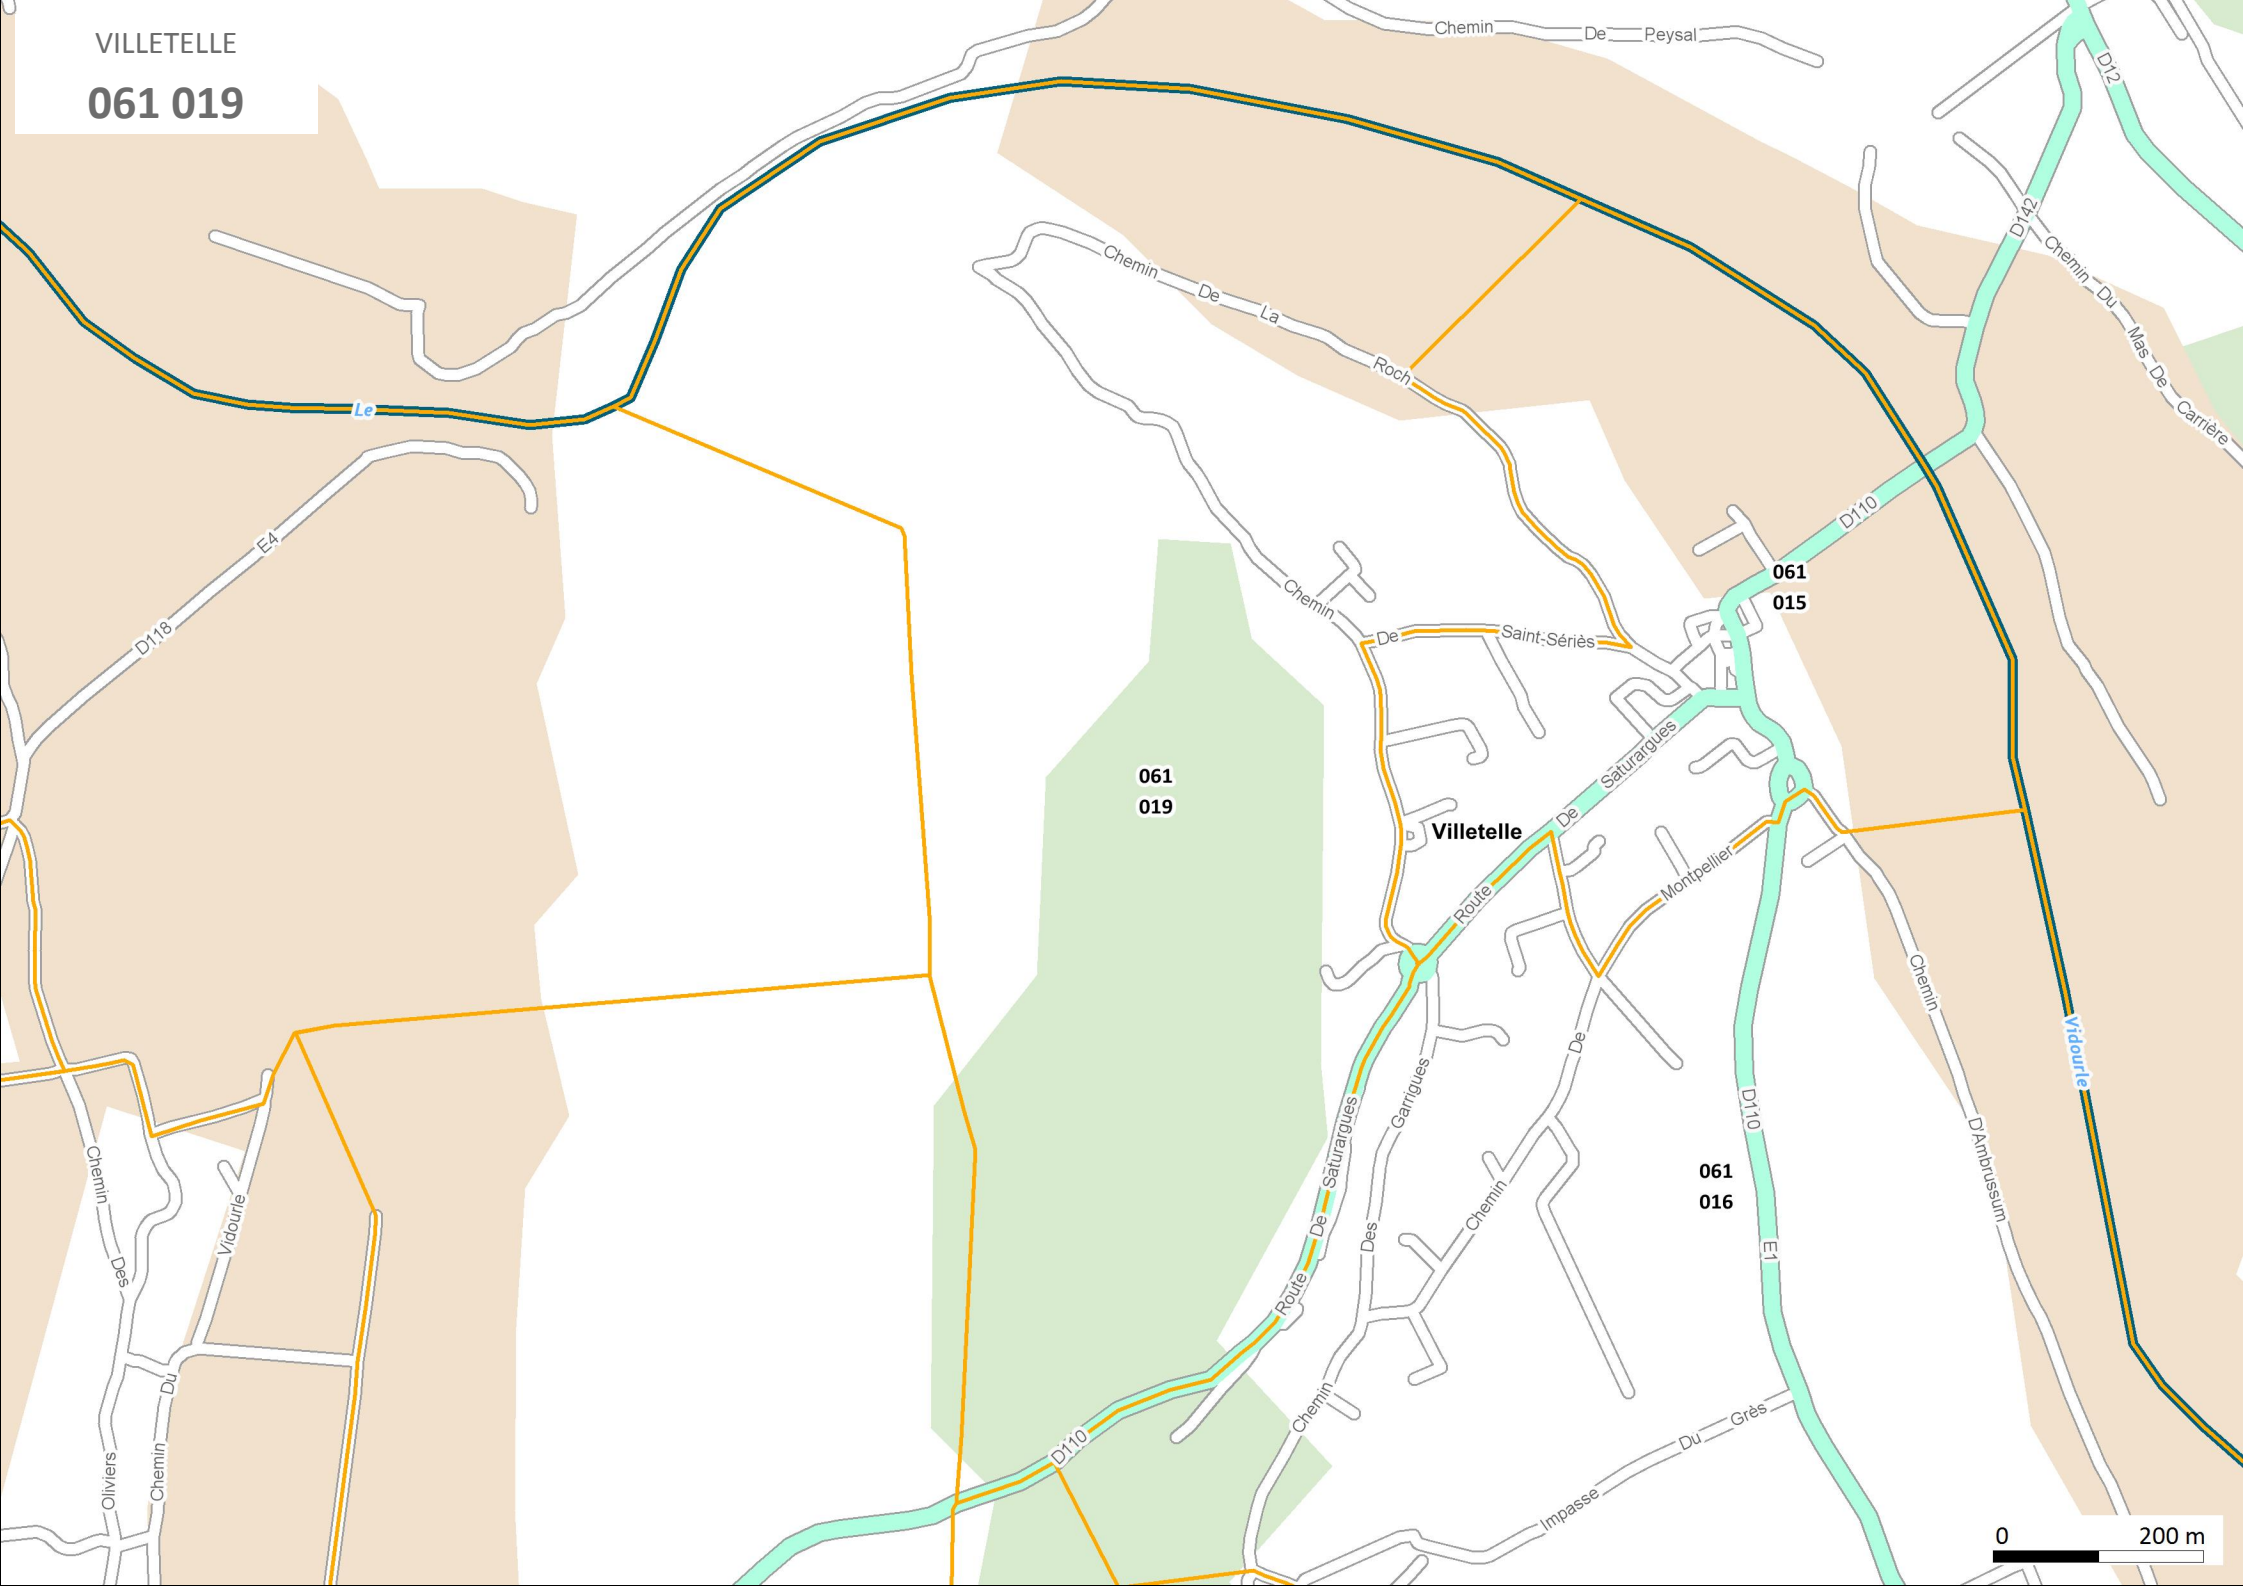 VILLETELLE
061 019
Chemin De Peysal
D12
D142
Chemin Du Mas De Carrière
Chemin De La Roch
Le
E4
D118
D110
061
015
Chemin De Saint-Sériès
061
019
Villetelle
Route De Saturargues
Montpellier
Chemin De
Chemin D'Ambrussum
Vidourle
Garrigues
Des
Chemin
Route De Saturargues
D110
D110
061
016
E1
Chemin Des Oliviers
Vidourle
Du
Chemin
Impasse Du Grès
0 200 m